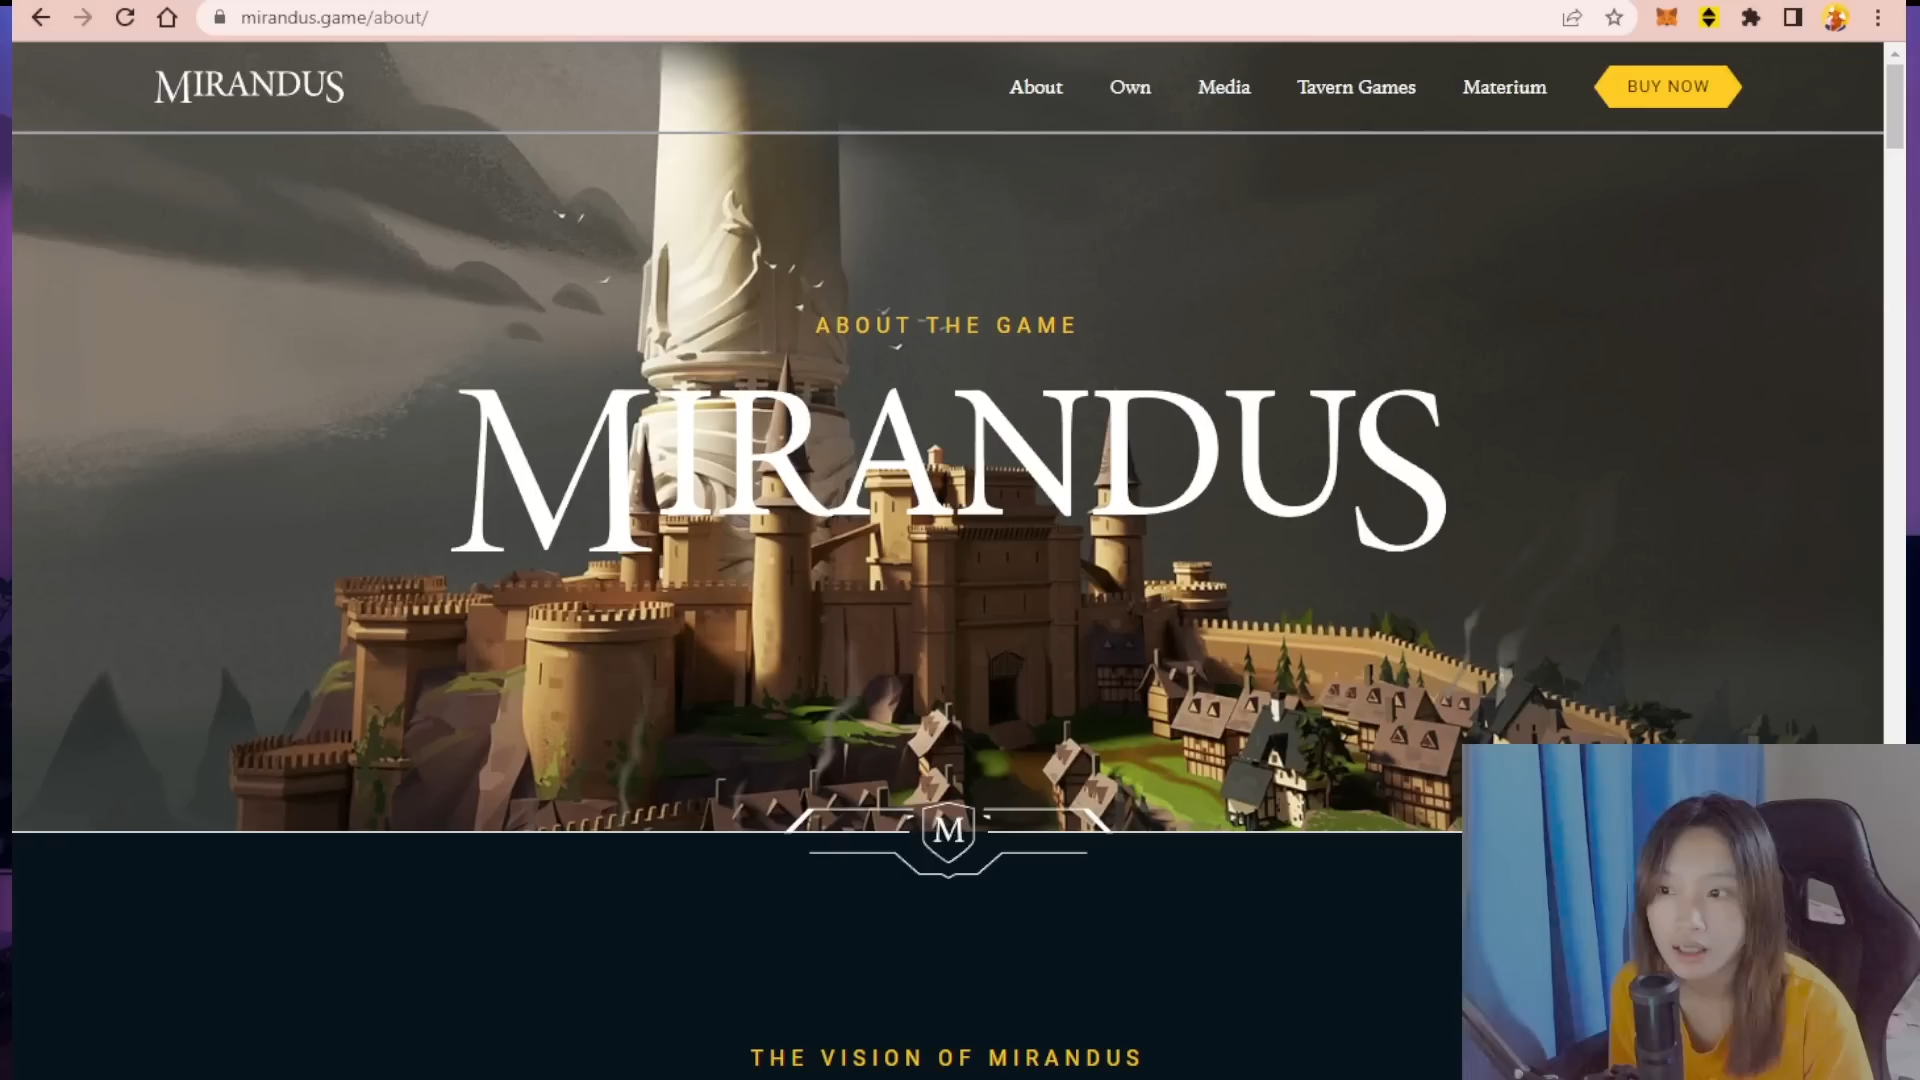 mirandus.game/about/
MIRANDUS
About Own Media Tavern Games Materium BUY NOW
ABOUT THE GAME
MIRANDUS
M
THE VISION OF MIRANDUS